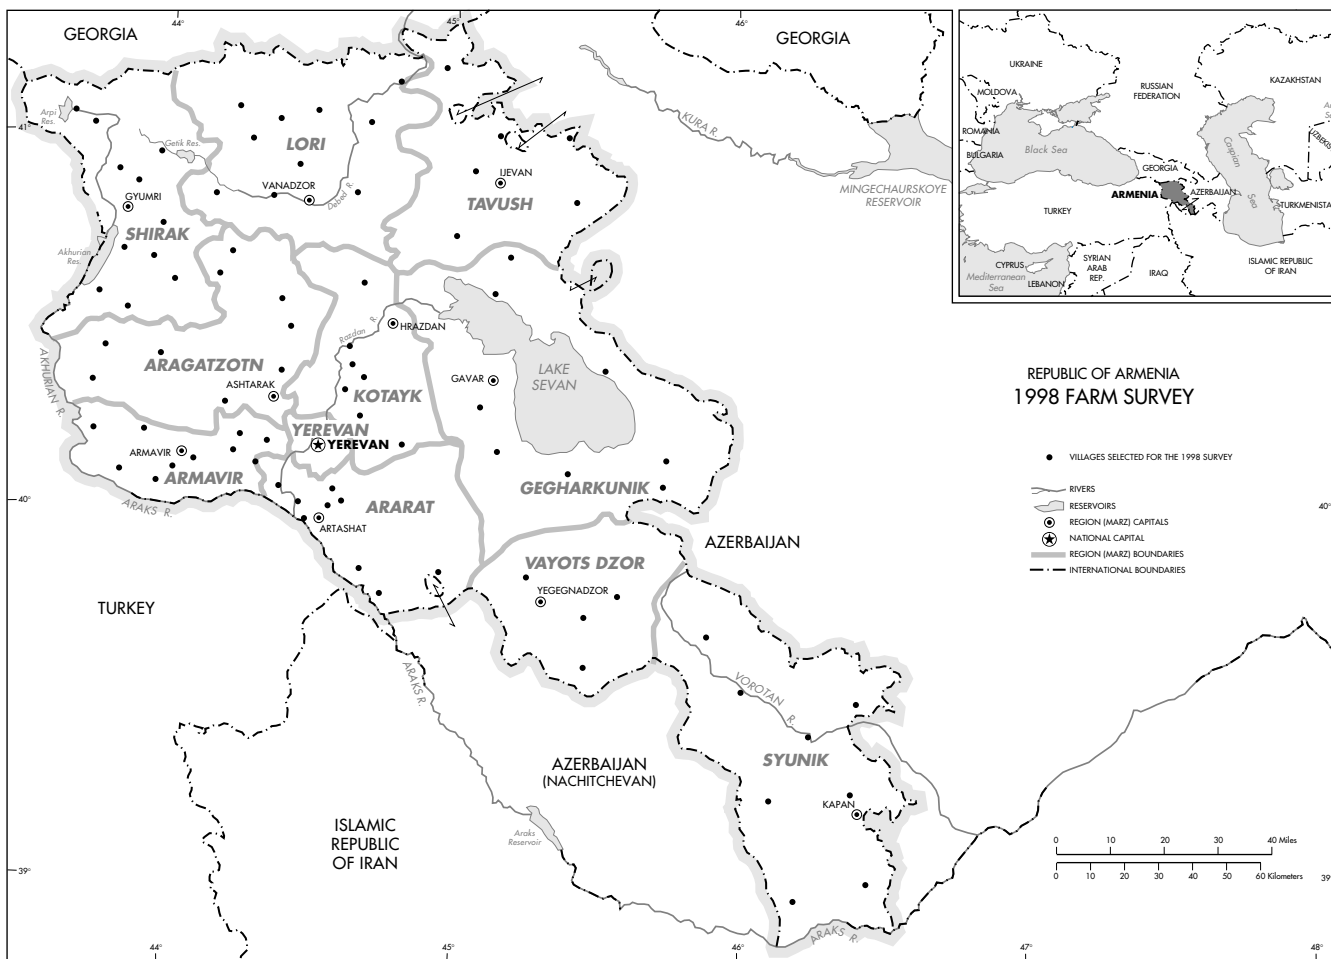 44°
45°
46°
GEORGIA
GEORGIA
41°
Arpi
Res.
Getik Res.
LORI
VANADZOR
Debed R.
GYUMRI
SHIRAK
Akhurian
Res.
IJEVAN
TAVUSH
KURA R.
MINGECHAURSKOYE
RESERVOIR
UKRAINE
RUSSIAN
FEDERATION
KAZAKHSTAN
MOLDOVA
ROMANIA
BULGARIA
Black Sea
Caspian
Sea
GEORGIA
ARMENIA
AZERBAIJAN
TURKMENISTA
TURKEY
CYPRUS
Mediterranean
Sea
LEBANON
SYRIAN
ARAB
REP.
IRAQ
ISLAMIC REPUBLIC
OF IRAN
Razdan R.
HRAZDAN
AKHURIAN R.
ARAGATZOTN
ASHTARAK
KOTAYK
GAVAR
LAKE
SEVAN
YEREVAN
YEREVAN
ARMAVIR
ARMAVIR
ARAKS R.
ARARAT
ARTASHAT
GEGHARKUNIK
40°
REPUBLIC OF ARMENIA
1998 FARM SURVEY
VILLAGES SELECTED FOR THE 1998 SURVEY
RIVERS
RESERVOIRS
REGION (MARZ) CAPITALS
NATIONAL CAPITAL
REGION (MARZ) BOUNDARIES
INTERNATIONAL BOUNDARIES
40°
AZERBAIJAN
VAYOTS DZOR
YEGEGNADZOR
TURKEY
ARAKS R.
VOROTAN R.
SYUNIK
KAPAN
AZERBAIJAN
(NACHITCHEVAN)
Araks
Reservoir
ISLAMIC
REPUBLIC
OF IRAN
0 10 20 30 40 Miles
0 10 20 30 40 50 60 Kilometers
39°
39
ARAKS R.
44°
45°
46°
47°
48°